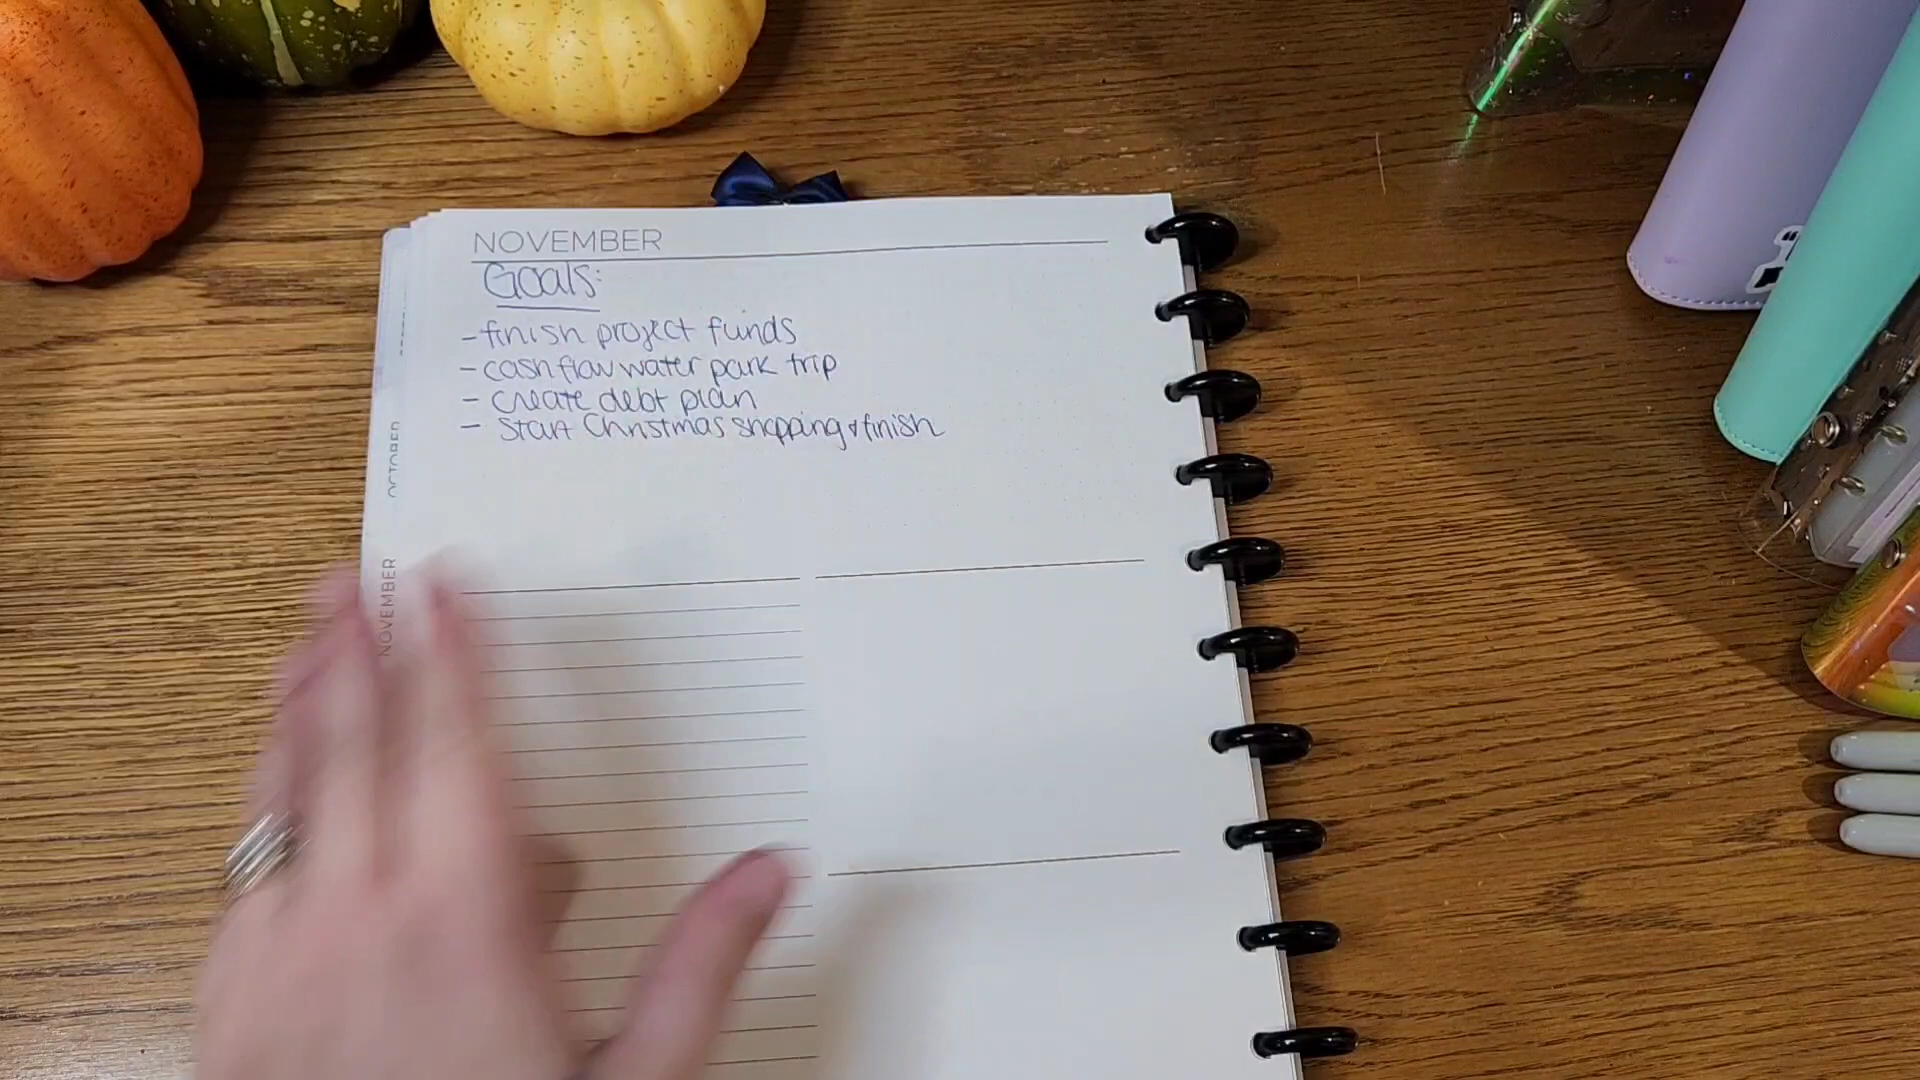 NOVEMBER
Goals:
- finish project funds
- cash flow water park trip
- create debt plan
- start Christmas shopping & finish
OCTOBER
NOVEMBER